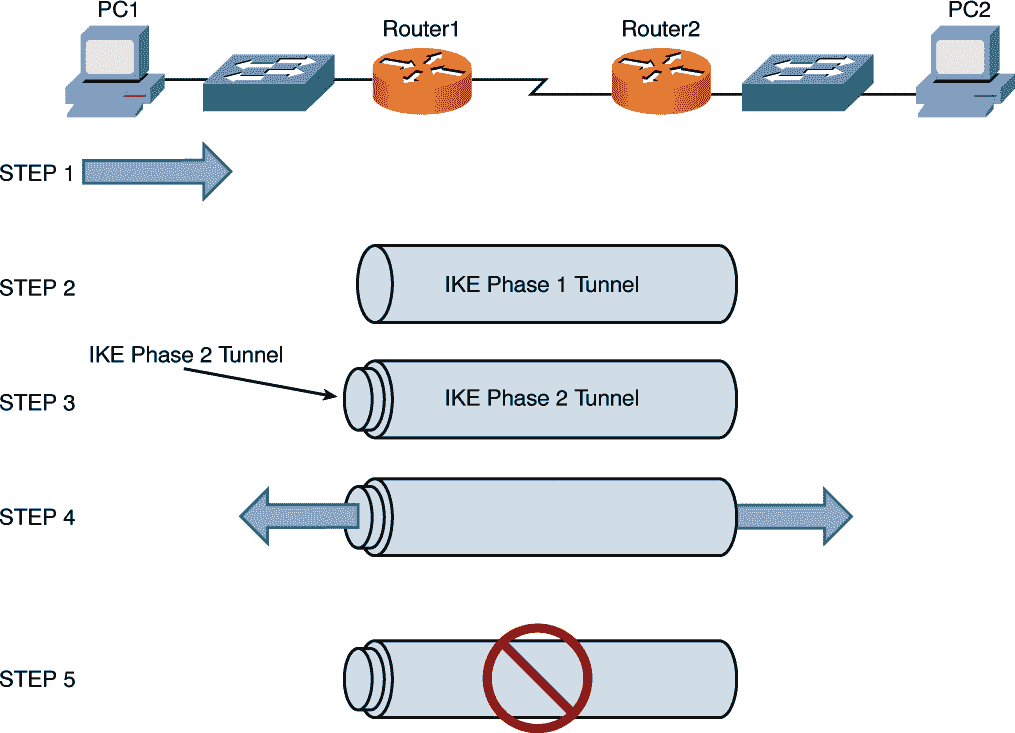 PC1
Router1
Router2
PC2
STEP 1
STEP 2
IKE Phase 1 Tunnel
IKE Phase 2 Tunnel
STEP 3
IKE Phase 2 Tunnel
STEP 4
STEP 5